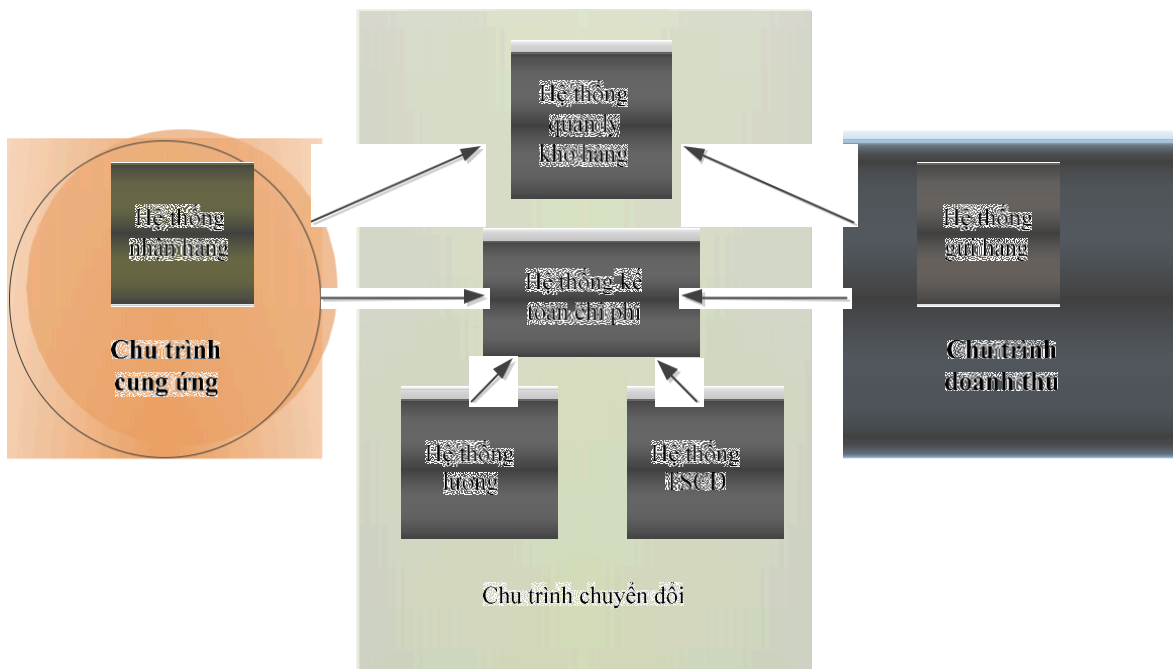 Hệ thống
quản lý
kho hàng
Hệ thống
nhận hàng
Chu trình
cung ứng
Hệ thống kế
toán chi phí
Hệ thống
gửi hàng
Chu trình
doanh thu
Hệ thống
lương
Hệ thống
TSCD
Chu trình chuyển đổi